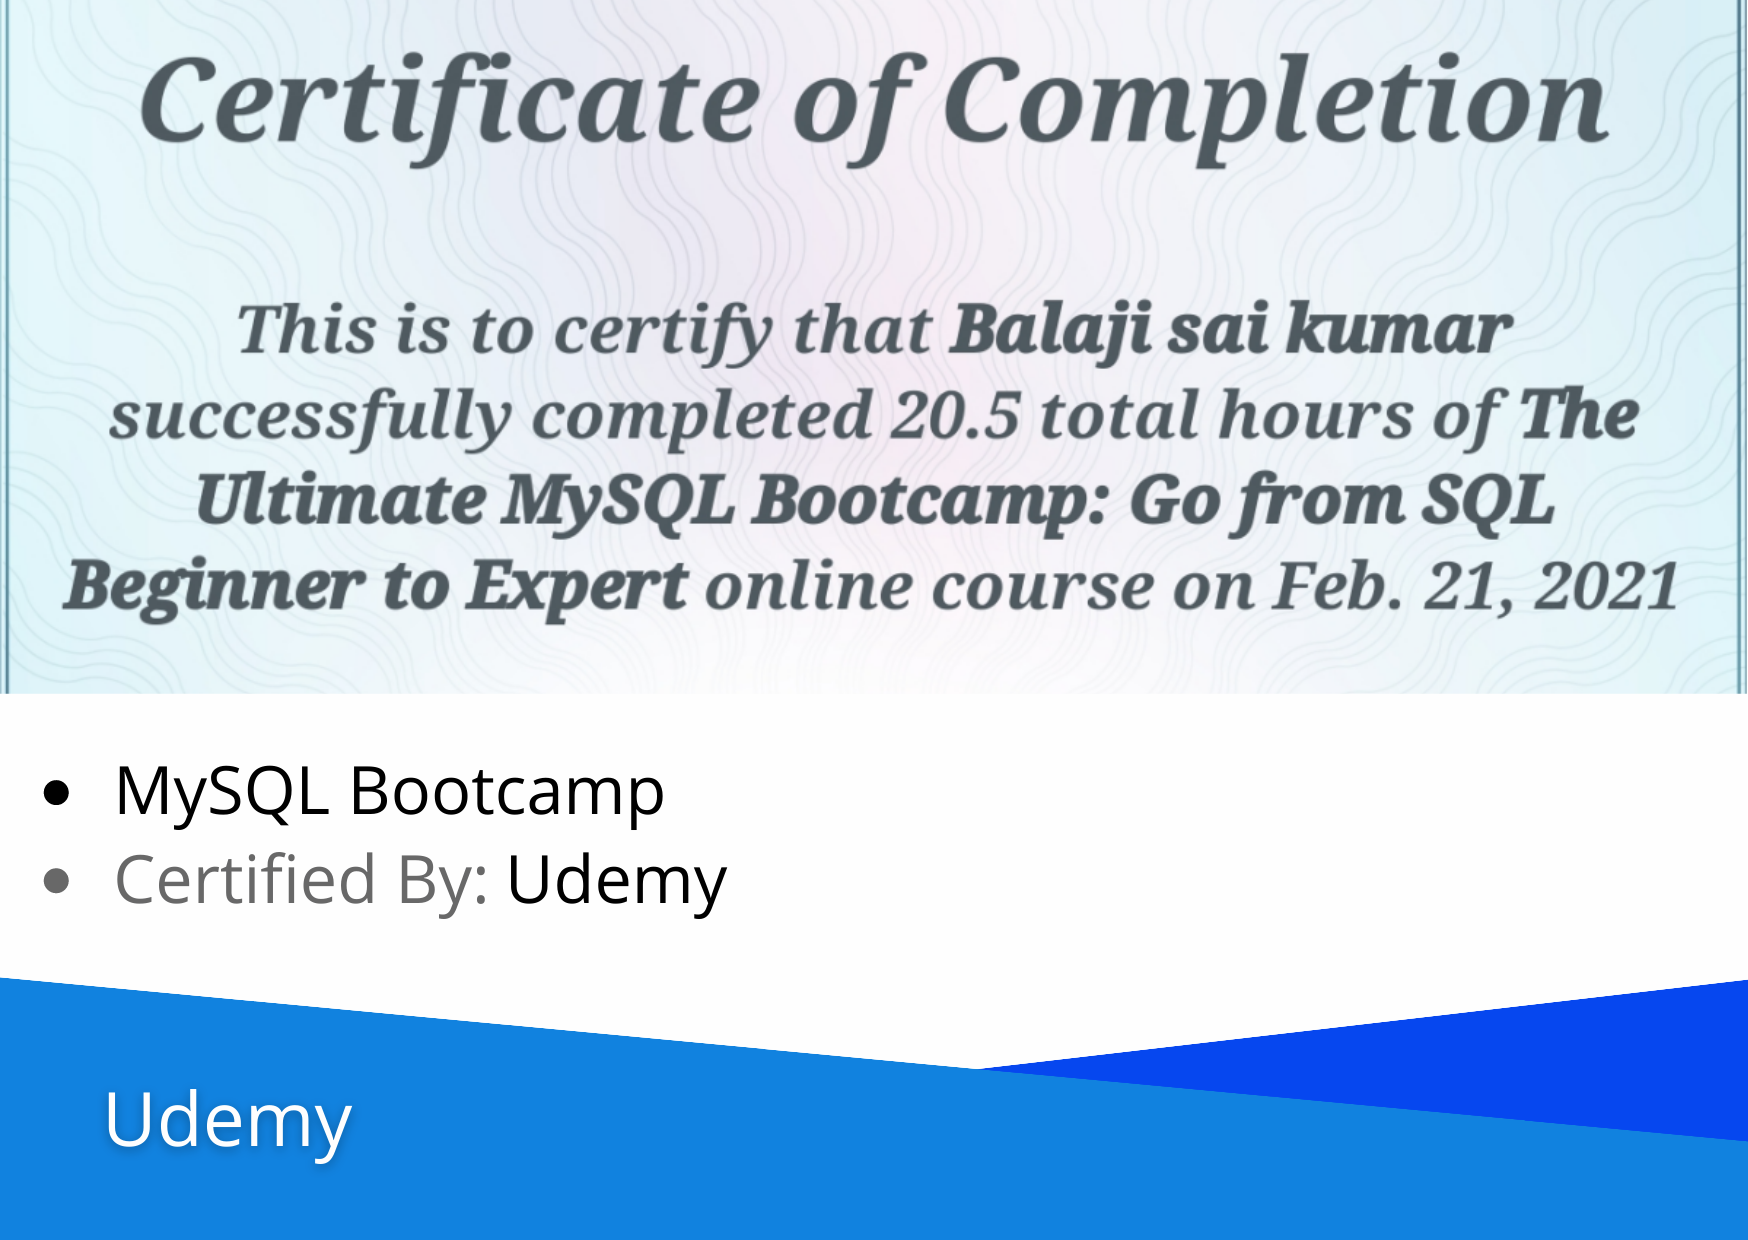 Certificate of Completion
This is to certify that Balaji sai kumar
successfully completed 20.5 total hours of The
Ultimate MySQL Bootcamp: Go from SQL
Beginner to Expert online course on Feb. 21, 2021
• MySQL Bootcamp
• Certified By: Udemy
Udemy